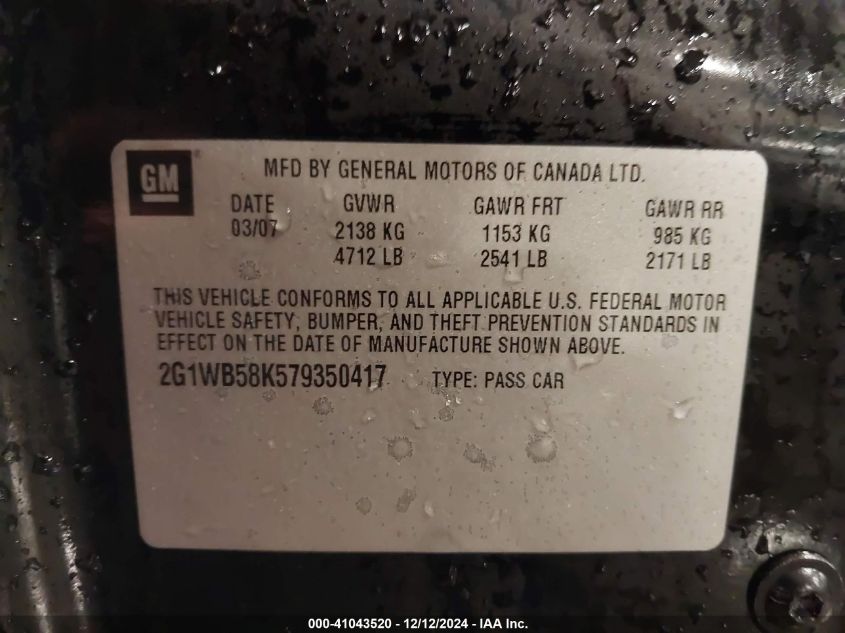 GM
MFD BY GENERAL MOTORS OF CANADA LTD.
DATE GVWR GAWR FRT GAWR RR
03/07 2138 KG 1153 KG 985 KG
4712 LB 2541 LB 2171 LB
THIS VEHICLE CONFORMS TO ALL APPLICABLE U.S. FEDERAL MOTOR
VEHICLE SAFETY, BUMPER, AND THEFT PREVENTION STANDARDS IN
EFFECT ON THE DATE OF MANUFACTURE SHOWN ABOVE.
2G1WB58K579350417 TYPE: PASS CAR
000-41043520 - 12/12/2024 - IAA Inc.